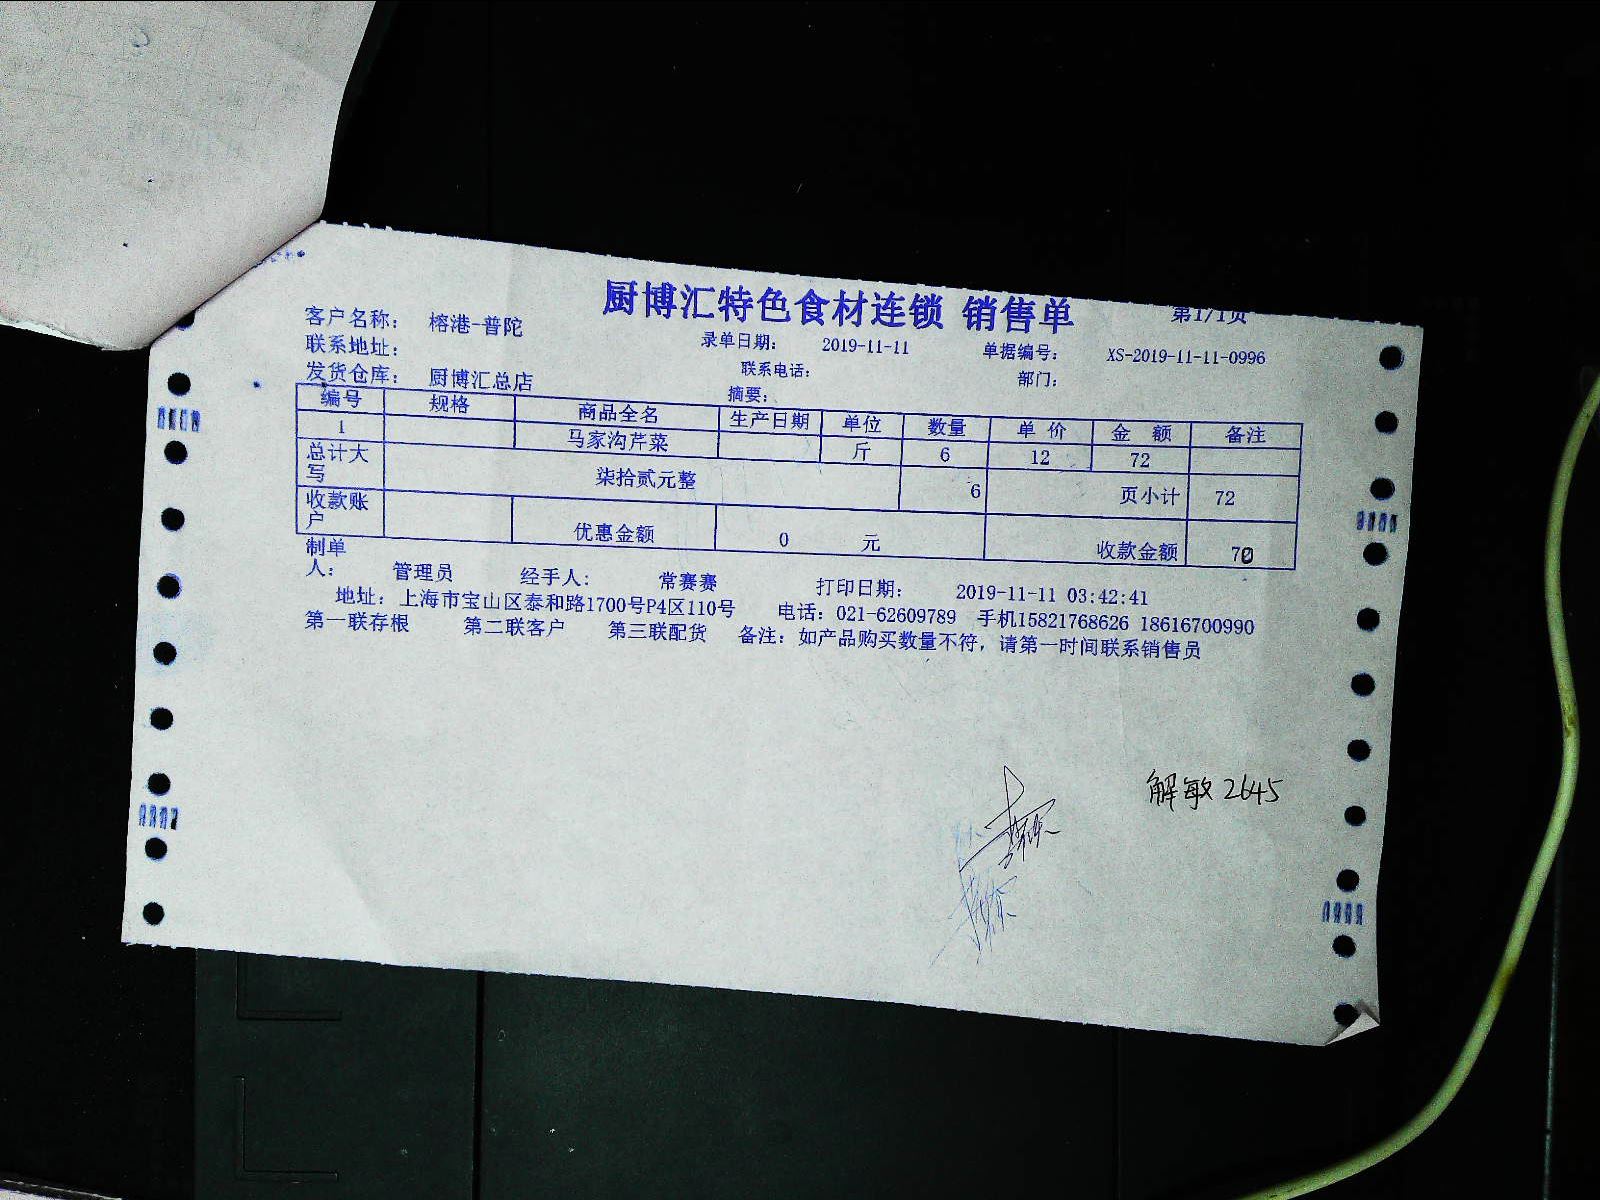 厨博汇特色食材连锁 销售单 第1/1页
客户名称: 榕港-普陀
录单日期: 2019-11-11 单据编号: XS-2019-11-11-0996
联系地址: 联系电话: 部门:
发货仓库: 厨博汇总店 摘要:
编号 规格 商品全名 生产日期 单位 数量 单价 金额 备注
1 马家沟芹菜 斤 6 12 72
总计大写 柒拾贰元整 6 页小计 72
收款账户 优惠金额 0 元 收款金额 70
制单人: 管理员 经手人: 常赛赛 打印日期: 2019-11-11 03:42:41
地址: 上海市宝山区泰和路1700号P4区110号 电话: 021-62609789 手机15821768626 18616700990
第一联存根 第二联客户 第三联配货 备注: 如产品购买数量不符, 请第一时间联系销售员
解敏 2645